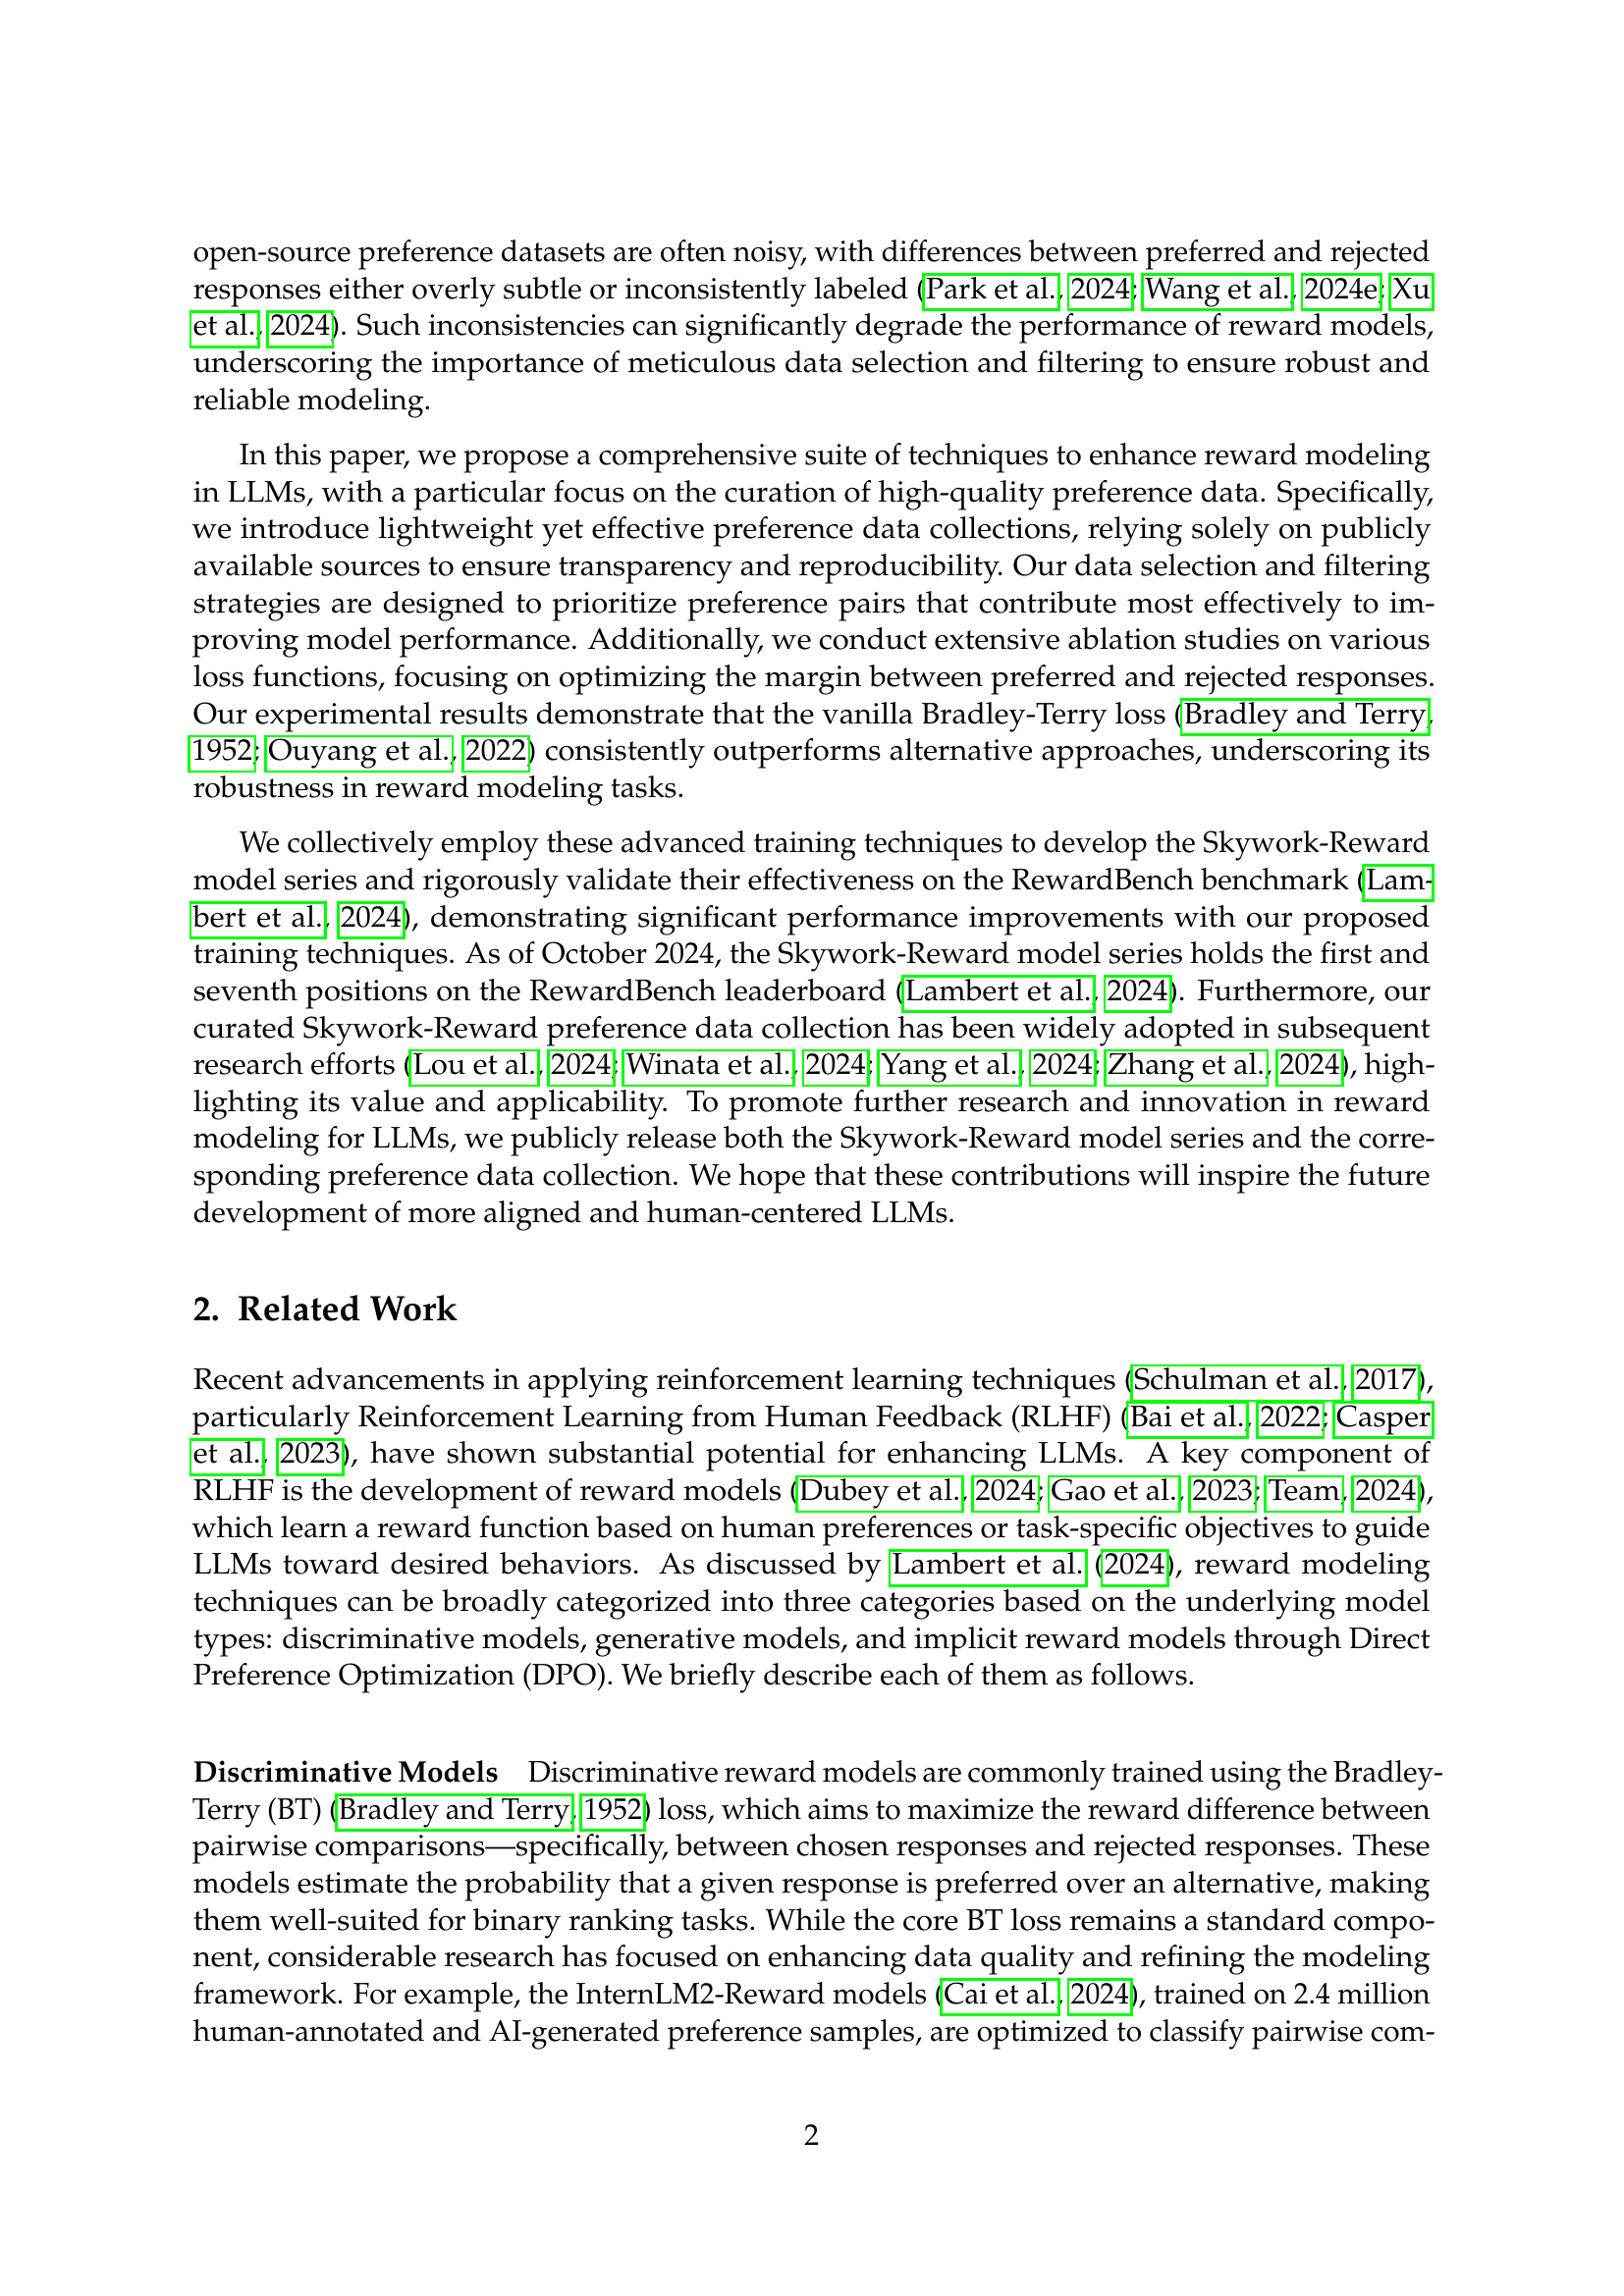 open-source preference datasets are often noisy, with differences between preferred and rejected
responses either overly subtle or inconsistently labeled (Park et al., 2024; Wang et al., 2024e; Xu
et al., 2024). Such inconsistencies can significantly degrade the performance of reward models,
underscoring the importance of meticulous data selection and filtering to ensure robust and
reliable modeling.
In this paper, we propose a comprehensive suite of techniques to enhance reward modeling
in LLMs, with a particular focus on the curation of high-quality preference data. Specifically,
we introduce lightweight yet effective preference data collections, relying solely on publicly
available sources to ensure transparency and reproducibility. Our data selection and filtering
strategies are designed to prioritize preference pairs that contribute most effectively to im-
proving model performance. Additionally, we conduct extensive ablation studies on various
loss functions, focusing on optimizing the margin between preferred and rejected responses.
Our experimental results demonstrate that the vanilla Bradley-Terry loss (Bradley and Terry,
1952; Ouyang et al., 2022) consistently outperforms alternative approaches, underscoring its
robustness in reward modeling tasks.
We collectively employ these advanced training techniques to develop the Skywork-Reward
model series and rigorously validate their effectiveness on the RewardBench benchmark (Lam-
bert et al., 2024), demonstrating significant performance improvements with our proposed
training techniques. As of October 2024, the Skywork-Reward model series holds the first and
seventh positions on the RewardBench leaderboard (Lambert et al., 2024). Furthermore, our
curated Skywork-Reward preference data collection has been widely adopted in subsequent
research efforts (Lou et al., 2024; Winata et al., 2024; Yang et al., 2024; Zhang et al., 2024), high-
lighting its value and applicability. To promote further research and innovation in reward
modeling for LLMs, we publicly release both the Skywork-Reward model series and the corre-
sponding preference data collection. We hope that these contributions will inspire the future
development of more aligned and human-centered LLMs.
2. Related Work
Recent advancements in applying reinforcement learning techniques (Schulman et al., 2017),
particularly Reinforcement Learning from Human Feedback (RLHF) (Bai et al., 2022; Casper
et al., 2023), have shown substantial potential for enhancing LLMs. A key component of
RLHF is the development of reward models (Dubey et al., 2024; Gao et al., 2023; Team, 2024),
which learn a reward function based on human preferences or task-specific objectives to guide
LLMs toward desired behaviors. As discussed by Lambert et al. (2024), reward modeling
techniques can be broadly categorized into three categories based on the underlying model
types: discriminative models, generative models, and implicit reward models through Direct
Preference Optimization (DPO). We briefly describe each of them as follows.
Discriminative Models Discriminative reward models are commonly trained using the Bradley-
Terry (BT) (Bradley and Terry, 1952) loss, which aims to maximize the reward difference between
pairwise comparisons—specifically, between chosen responses and rejected responses. These
models estimate the probability that a given response is preferred over an alternative, making
them well-suited for binary ranking tasks. While the core BT loss remains a standard compo-
nent, considerable research has focused on enhancing data quality and refining the modeling
framework. For example, the InternLM2-Reward models (Cai et al., 2024), trained on 2.4 million
human-annotated and AI-generated preference samples, are optimized to classify pairwise com-
2